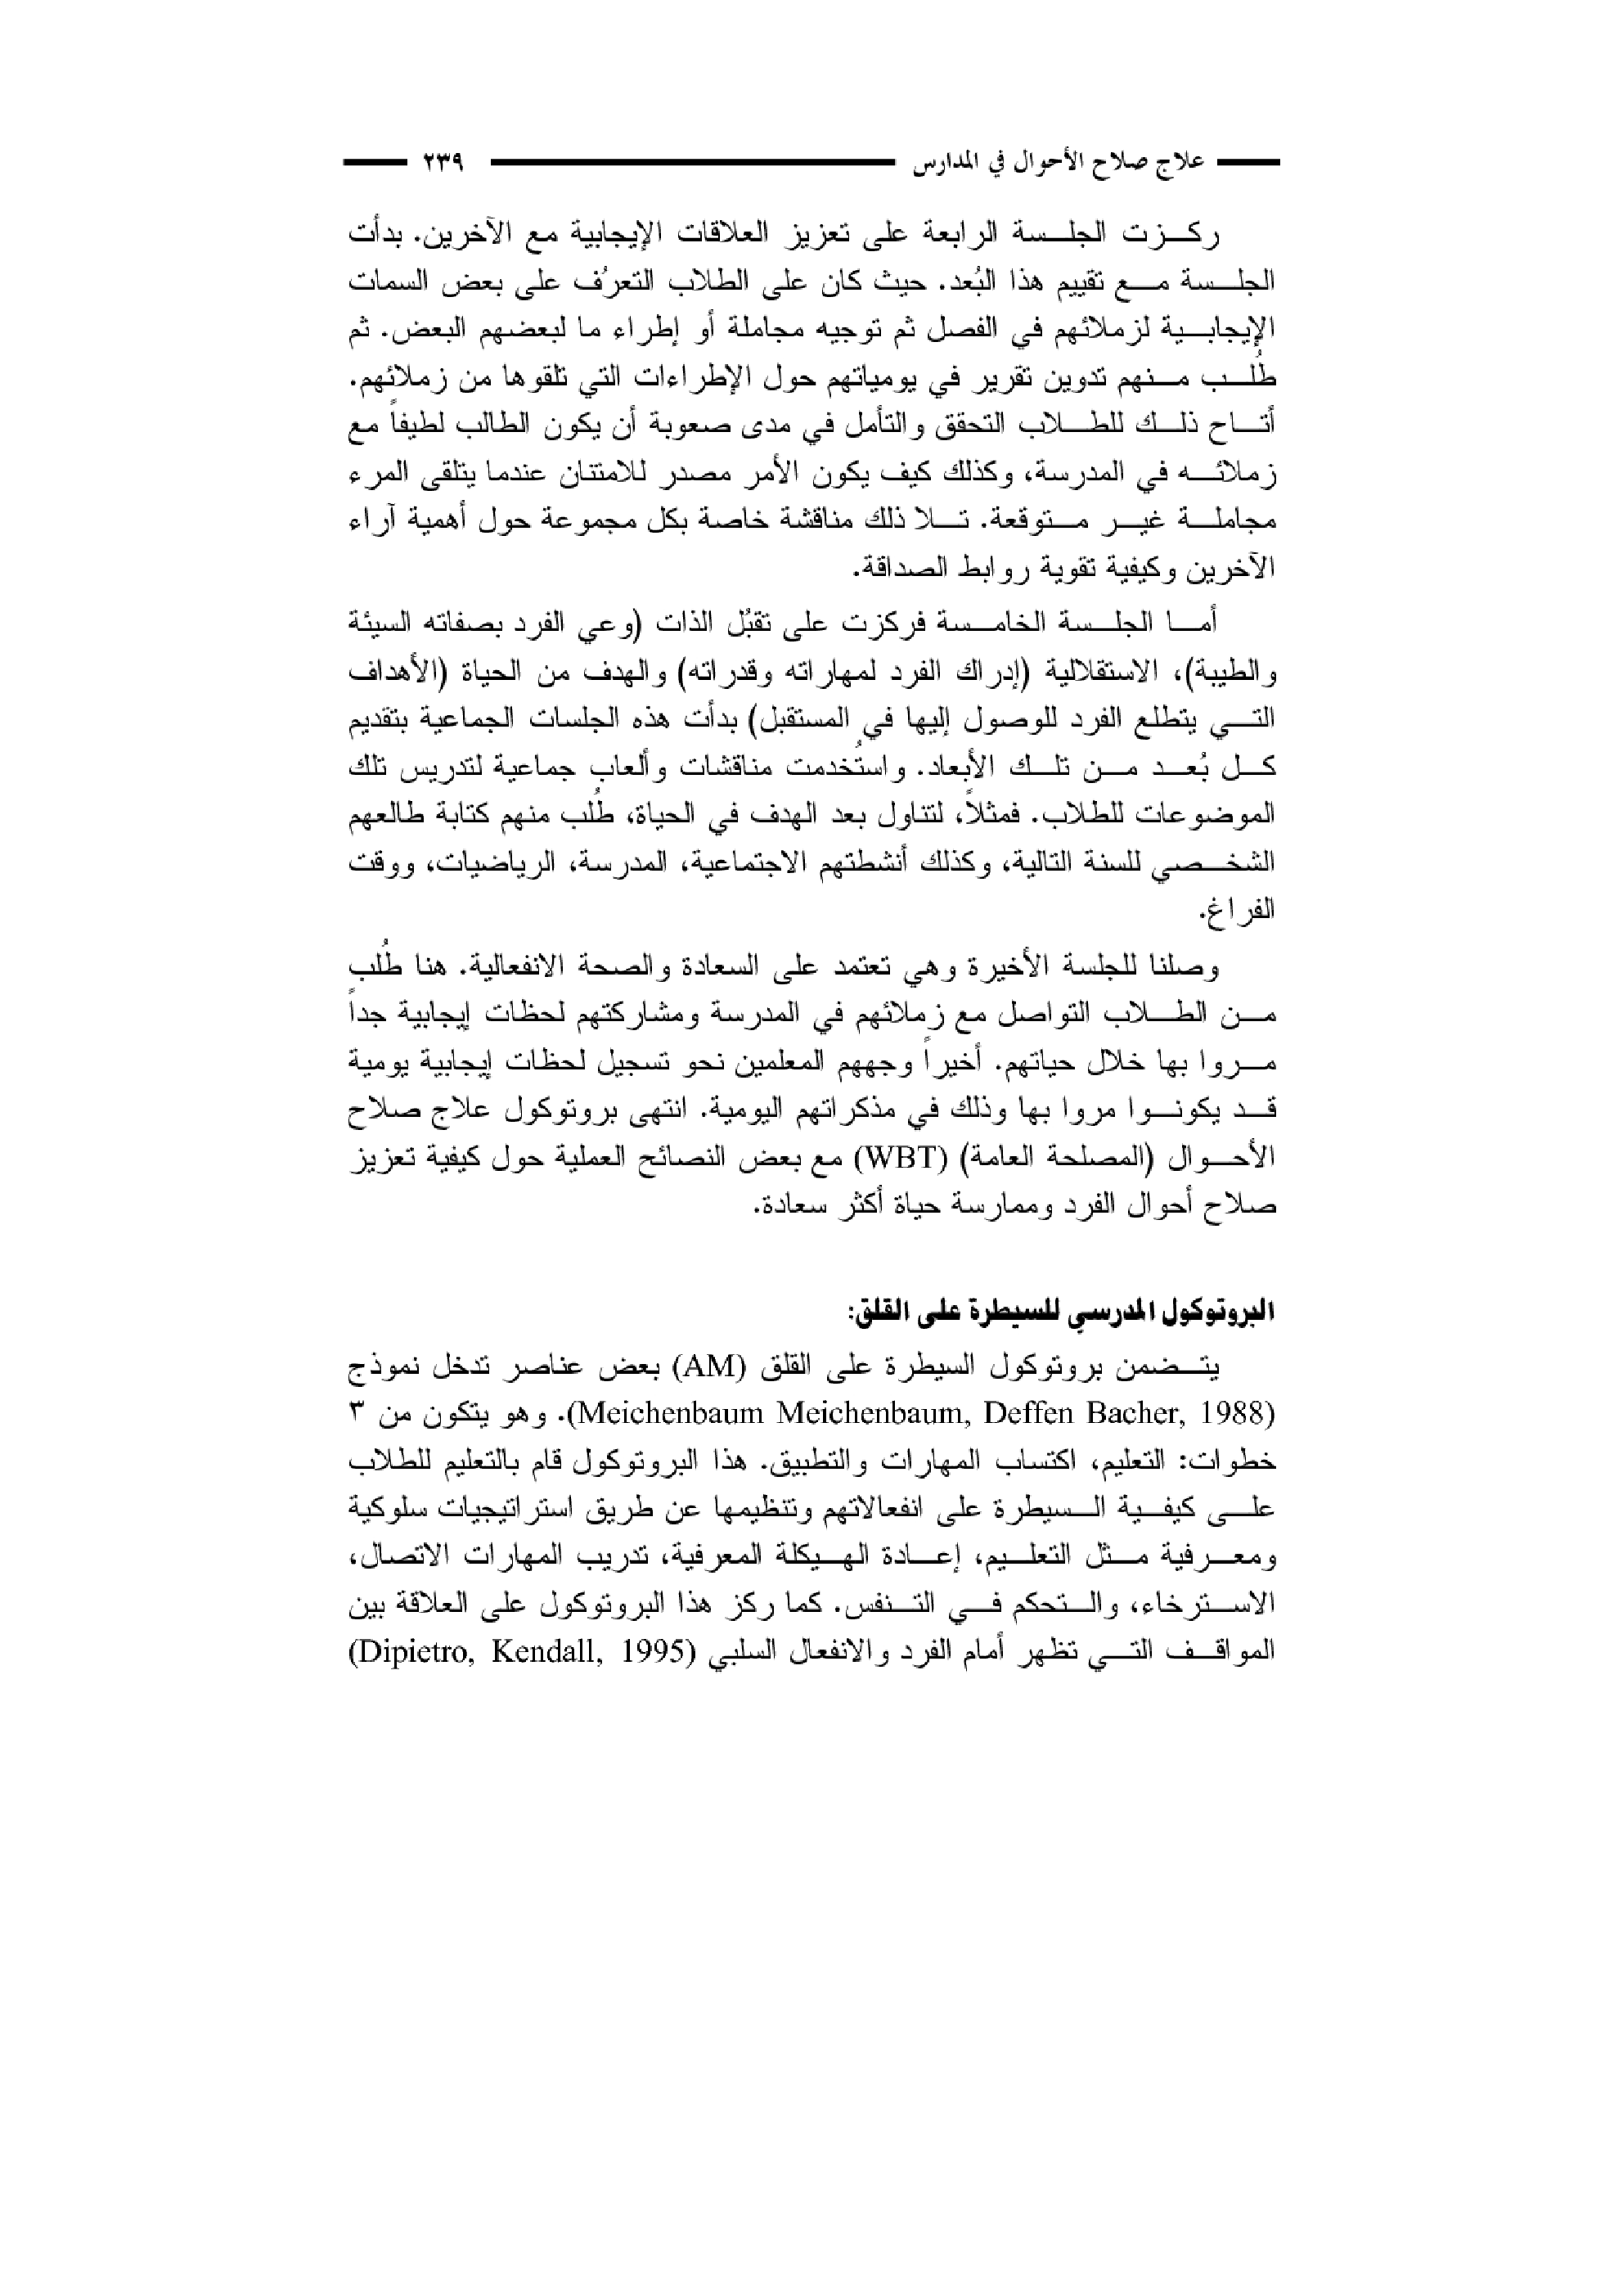 علاج صلاح الأحوال في المدارس ٢٣٩
ركزت الجلسة الرابعة على تعزيز العلاقات الإيجابية مع الآخرين. بدأت
الجلسة مع تقييم هذا البُعد. حيث كان على الطلاب التعرُف على بعض السمات
الإيجابية لزملائهم في الفصل ثم توجيه مجاملة أو إطراء ما لبعضهم البعض. ثم
طُلب منهم تدوين تقرير في يومياتهم حول الإطراءات التي تلقوها من زملائهم.
أتاح ذلك للطلاب التحقق والتأمل في مدى صعوبة أن يكون الطالب لطيفاً مع
زملائه في المدرسة، وكذلك كيف يكون الأمر مصدر للامتنان عندما يتلقى المرء
مجاملة غير متوقعة. تلا ذلك مناقشة خاصة بكل مجموعة حول أهمية آراء
الآخرين وكيفية تقوية روابط الصداقة.
أما الجلسة الخامسة فركزت على تقبُل الذات (وعي الفرد بصفاته السيئة
والطيبة)، الاستقلالية (إدراك الفرد لمهاراته وقدراته) والهدف من الحياة (الأهداف
التي يتطلع الفرد للوصول إليها في المستقبل) بدأت هذه الجلسات الجماعية بتقديم
كل بُعد من تلك الأبعاد. واستُخدمت مناقشات وألعاب جماعية لتدريس تلك
الموضوعات للطلاب. فمثلاً، لتناول بعد الهدف في الحياة، طُلب منهم كتابة طالعهم
الشخصي للسنة التالية، وكذلك أنشطتهم الاجتماعية، المدرسة، الرياضيات، ووقت
الفراغ.
وصلنا للجلسة الأخيرة وهي تعتمد على السعادة والصحة الانفعالية. هنا طُلب
من الطلاب التواصل مع زملائهم في المدرسة ومشاركتهم لحظات إيجابية جداً
مروا بها خلال حياتهم. أخيراً وجههم المعلمين نحو تسجيل لحظات إيجابية يومية
قد يكونوا مروا بها وذلك في مذكراتهم اليومية. انتهى بروتوكول علاج صلاح
الأحوال (المصلحة العامة) (WBT) مع بعض النصائح العملية حول كيفية تعزيز
صلاح أحوال الفرد وممارسة حياة أكثر سعادة.
البروتوكول المدرسي للسيطرة على القلق:
يتضمن بروتوكول السيطرة على القلق (AM) بعض عناصر تدخل نموذج
(Meichenbaum Meichenbaum, Deffen Bacher, 1988). وهو يتكون من ٣
خطوات: التعليم، اكتساب المهارات والتطبيق. هذا البروتوكول قام بالتعليم للطلاب
على كيفية السيطرة على انفعالاتهم وتنظيمها عن طريق استراتيجيات سلوكية
ومعرفية مثل التعليم، إعادة الهيكلة المعرفية، تدريب المهارات الاتصال،
الاسترخاء، والتحكم في التنفس. كما ركز هذا البروتوكول على العلاقة بين
المواقف التي تظهر أمام الفرد والانفعال السلبي (Dipietro, Kendall, 1995)